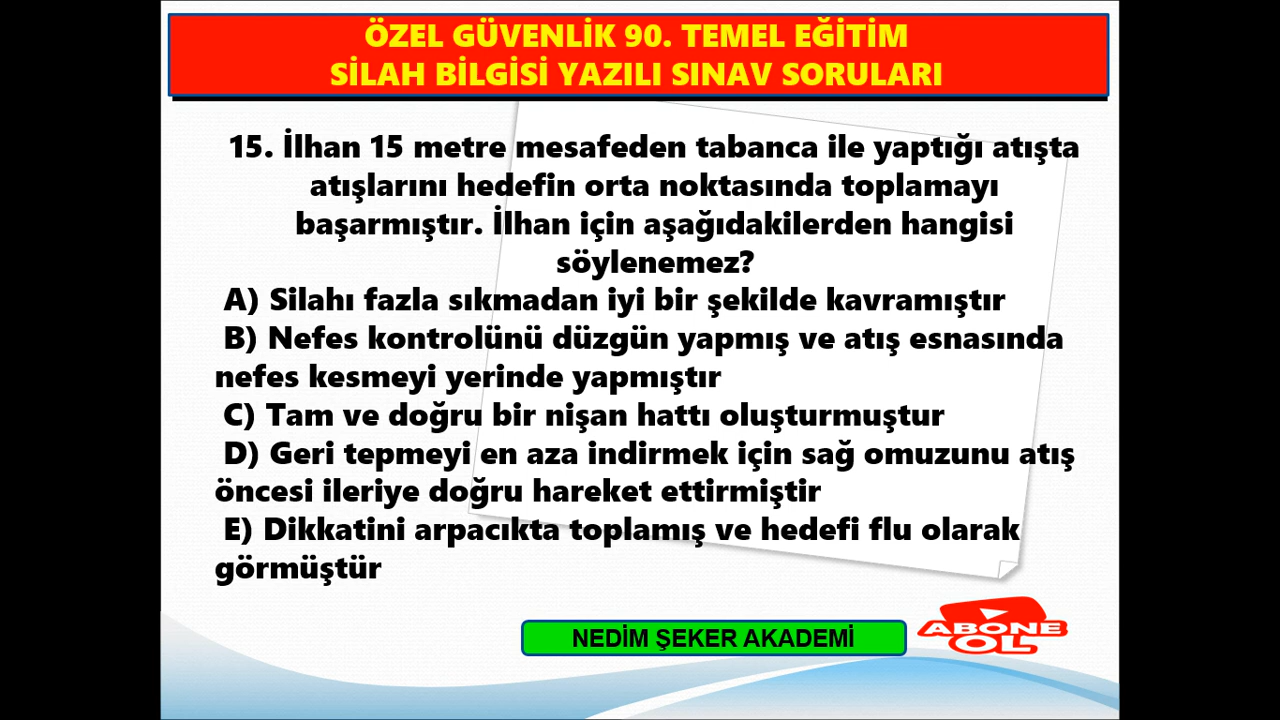 ÖZEL GÜVENLİK 90. TEMEL EĞİTİM
SİLAH BİLGİSİ YAZILI SINAV SORULARI
15. İlhan 15 metre mesafeden tabanca ile yaptığı atışta
atışlarını hedefin orta noktasında toplamayı
başarmıştır. İlhan için aşağıdakilerden hangisi
söylenemez?
A) Silahı fazla sıkmadan iyi bir şekilde kavramıştır
B) Nefes kontrolünü düzgün yapmış ve atış esnasında
nefes kesmeyi yerinde yapmıştır
C) Tam ve doğru bir nişan hattı oluşturmuştur
D) Geri tepmeyi en aza indirmek için sağ omuzunu atış
öncesi ileriye doğru hareket ettirmiştir
E) Dikkatini arpacıkta toplamış ve hedefi flu olarak
görmüştür
NEDİM ŞEKER AKADEMİ
ABONE
OL